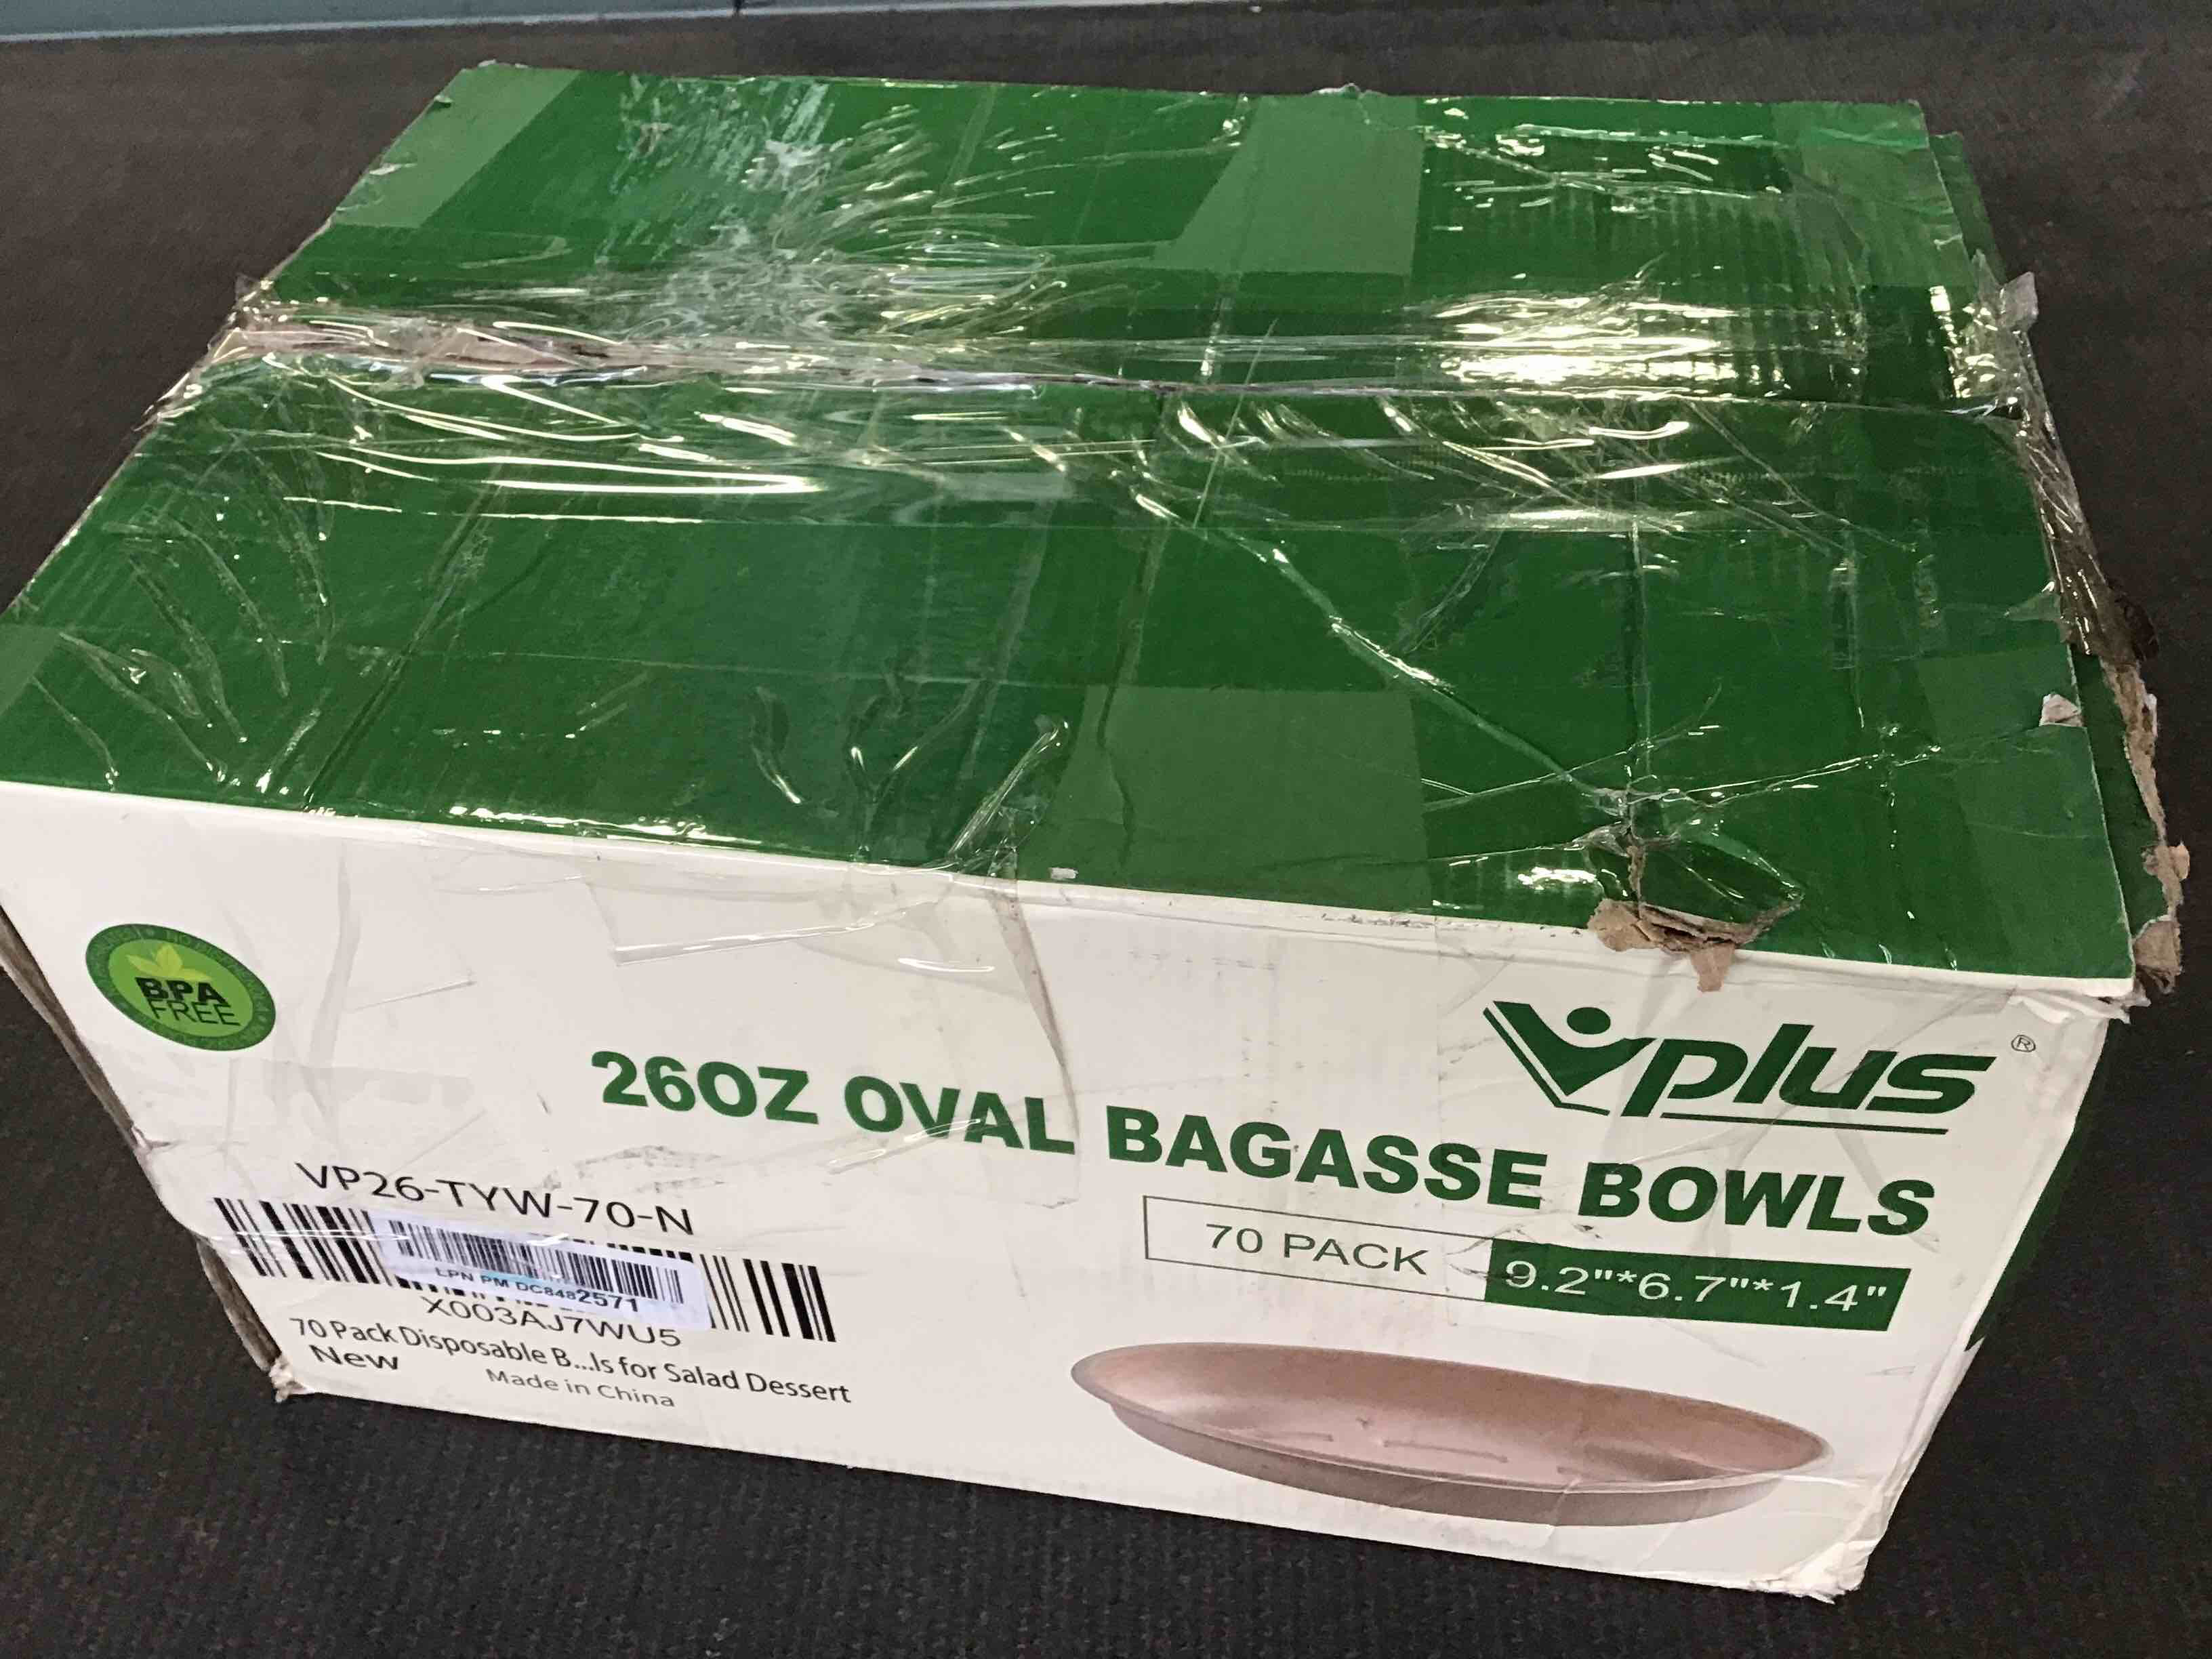 BPA
FREE
Vplus®
26OZ OVAL BAGASSE BOWLS
70 PACK 9.2"*6.7"*1.4"
VP26-TYW-70-N
LPN PM DC8482571
X003AJ7WU5
70 Pack Disposable B...ls for Salad Dessert
New
Made in China